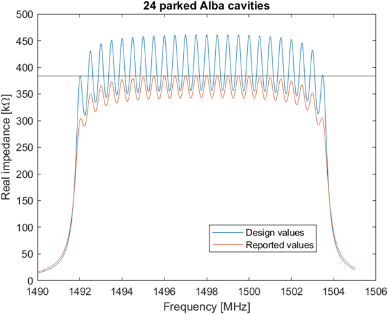 24 parked Alba cavities
Real impedance [kΩ]
500
450
400
350
300
250
200
150
100
50
0
Design values
Reported values
1490 1492 1494 1496 1498 1500 1502 1504 1506
Frequency [MHz]